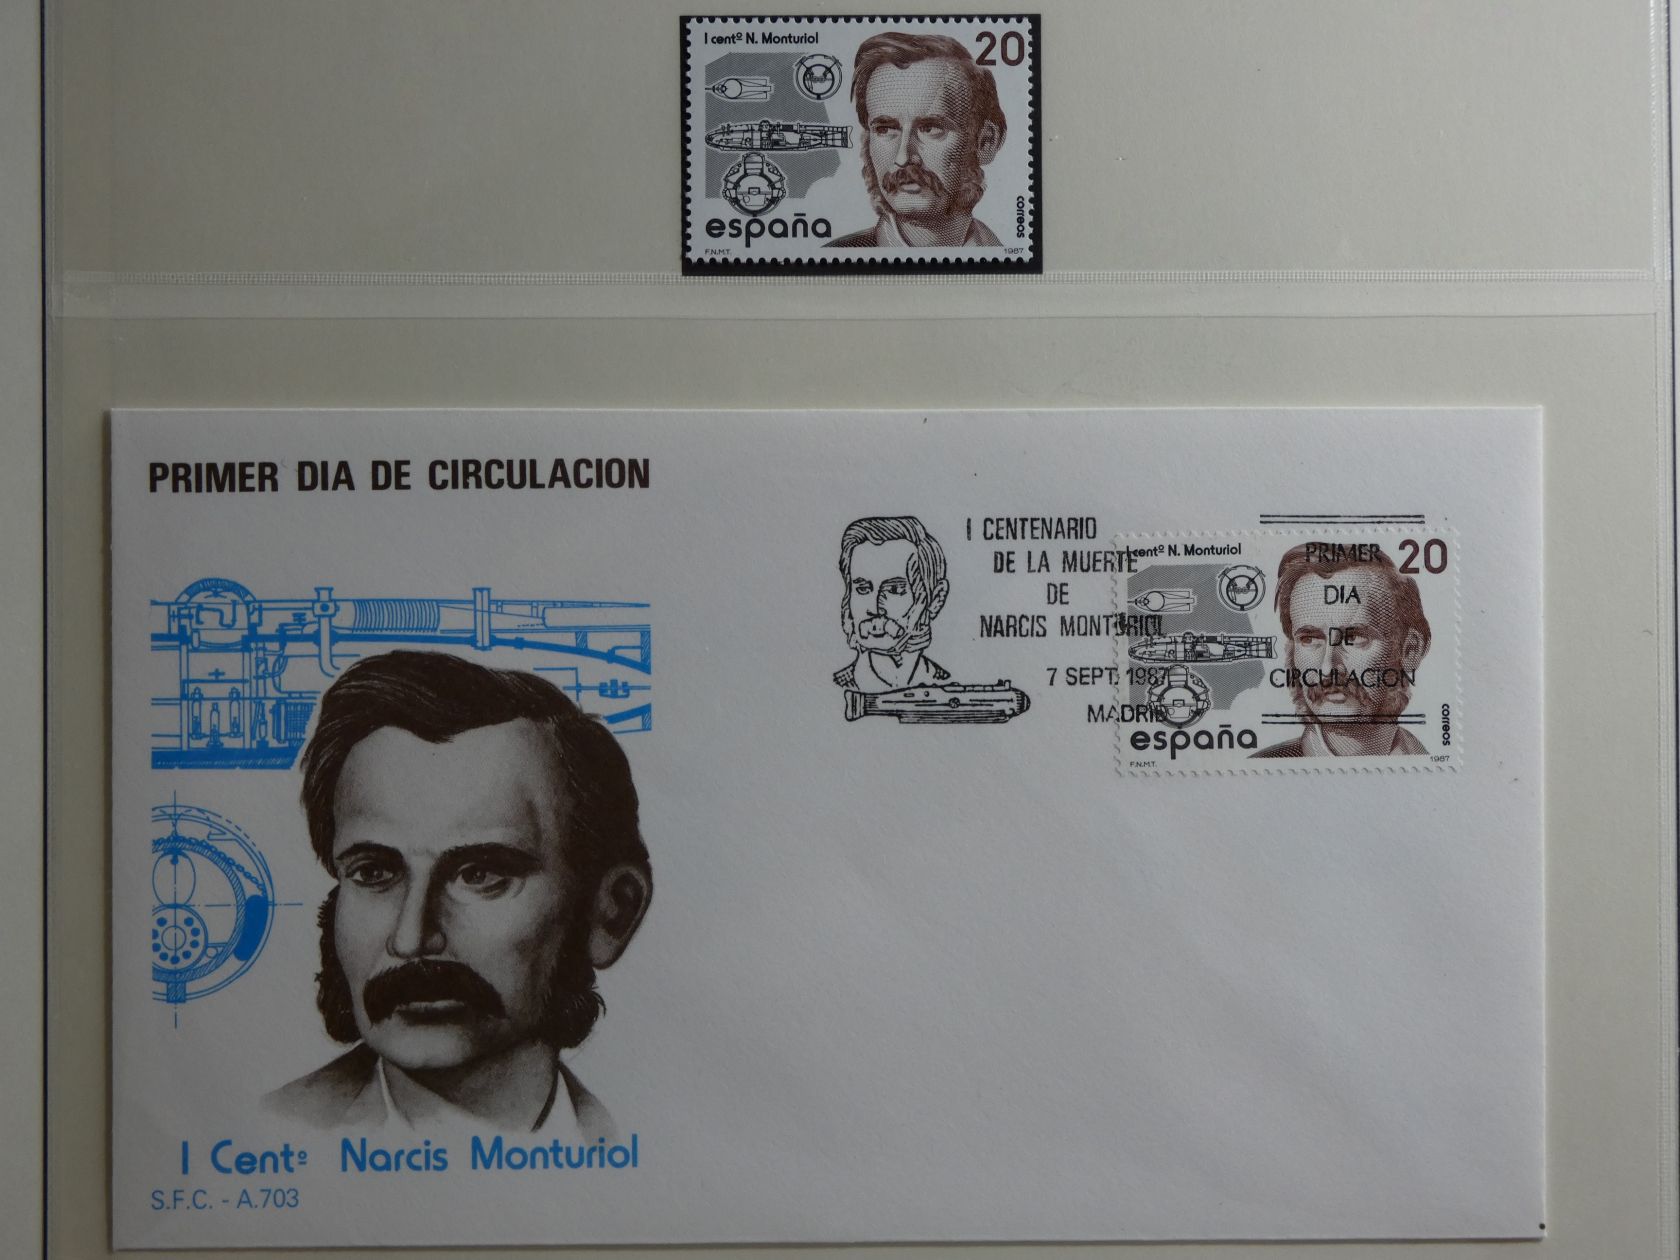 I centº N. Monturiol
20
correos
españa
F.N.M.T.
1987
PRIMER DIA DE CIRCULACION
I CENTENARIO
DE LA MUERTE
DE
NARCIS MONTURIOL
7 SEPT. 1987
MADRID
I centº N. Monturiol
20
PRIMER
DIA
DE
CIRCULACION
correos
españa
F.N.M.T.
1987
I Centº Narcis Monturiol
S.F.C. - A.703